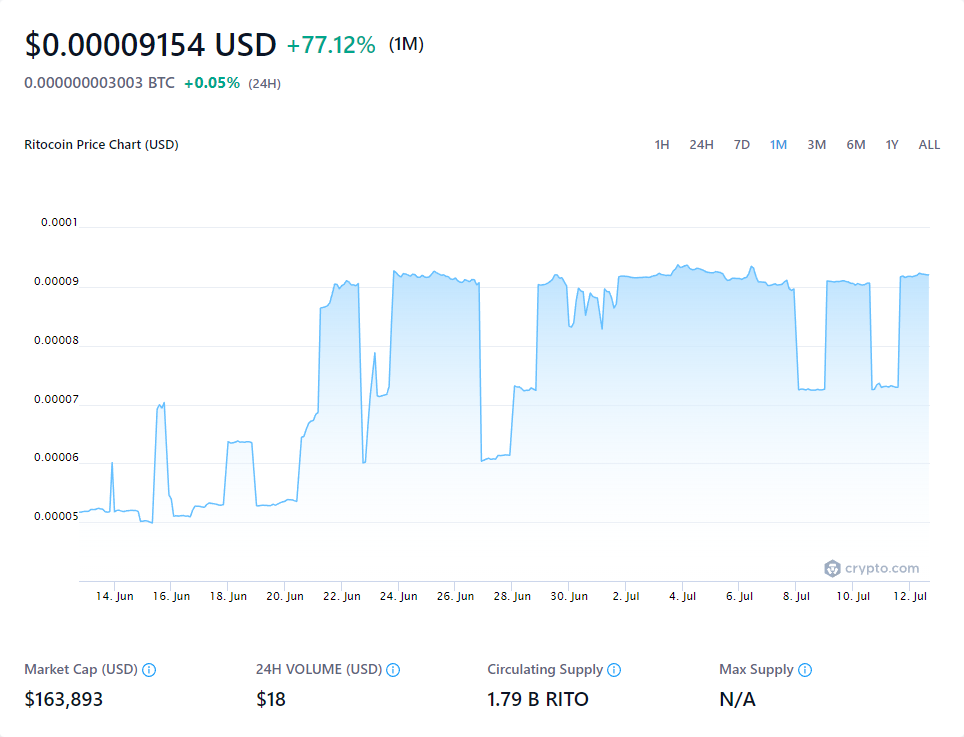 $0.00009154 USD +77.12% (1M)
0.000000003003 BTC +0.05% (24H)
Ritocoin Price Chart (USD) 1H 24H 7D 1M 3M 6M 1Y ALL
0.0001
0.00009
0.00008
0.00007
0.00006
0.00005
crypto.com
14. Jun 16. Jun 18. Jun 20. Jun 22. Jun 24. Jun 26. Jun 28. Jun 30. Jun 2. Jul 4. Jul 6. Jul 8. Jul 10. Jul 12. Jul
Market Cap (USD) 24H VOLUME (USD) Circulating Supply Max Supply
$163,893 $18 1.79 B RITO N/A